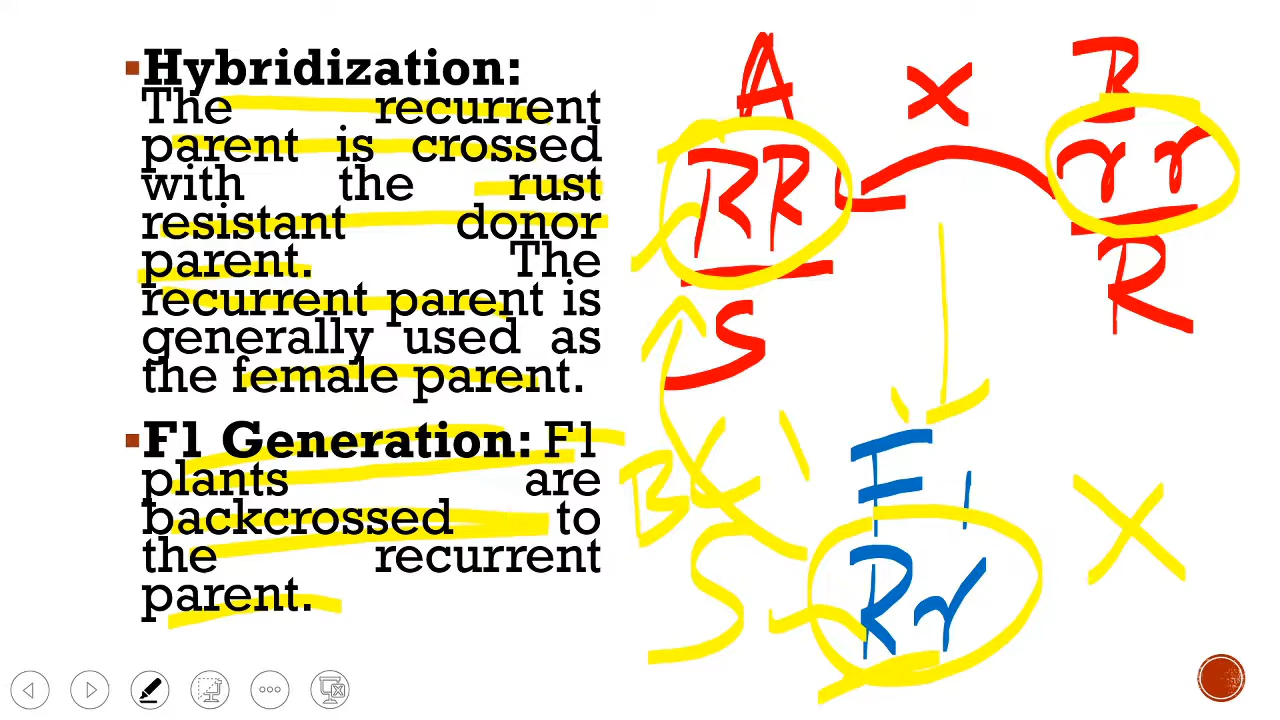 Hybridization:
The recurrent
parent is crossed
with the rust
resistant donor
parent. The
recurrent parent is
generally used as
the female parent.
F1 Generation: F1
plants are
backcrossed to
the recurrent
parent.
A × B
RR rr
S R
BC1 F1 ×
S Rr